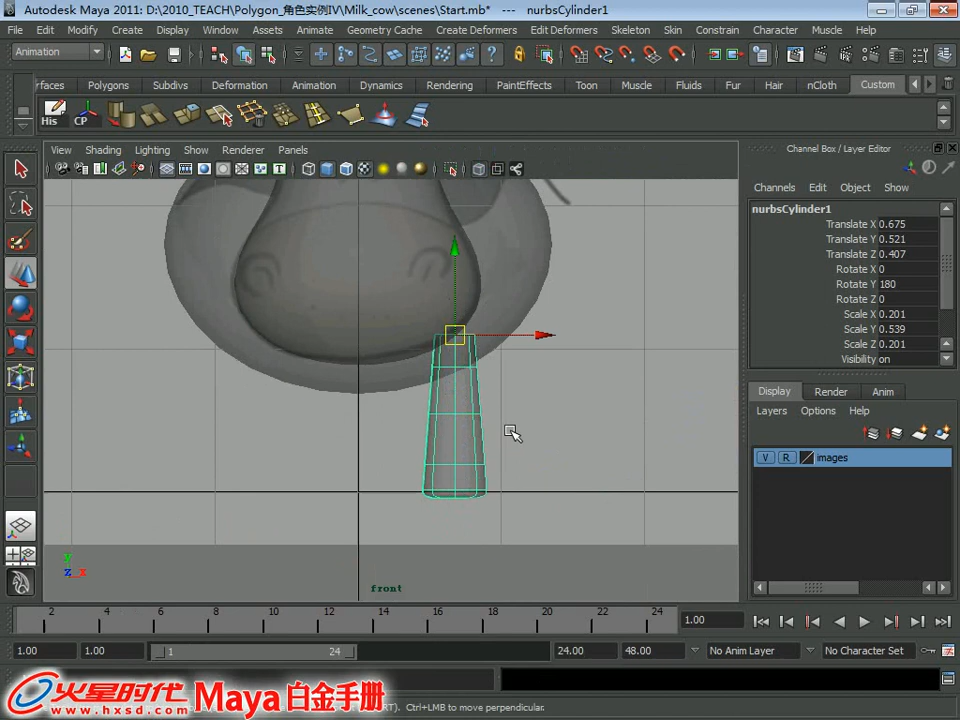 Autodesk Maya 2011: D:\2010_TEACH\Polygon_角色实例IV\Milk_cow\scenes\Start.mb* --- nurbsCylinder1
File Edit Modify Create Display Window Assets Animate Geometry Cache Create Deformers Edit Deformers Skeleton Skin Constrain Character Muscle Help
Animation
rfaces Polygons Subdivs Deformation Animation Dynamics Rendering PaintEffects Toon Muscle Fluids Fur Hair nCloth Custom
His CP
View Shading Lighting Show Renderer Panels
Channel Box / Layer Editor
Channels Edit Object Show
nurbsCylinder1
Translate X 0.675
Translate Y 0.521
Translate Z 0.407
Rotate X 0
Rotate Y 180
Rotate Z 0
Scale X 0.201
Scale Y 0.539
Scale Z 0.201
Visibility on
Display Render Anim
Layers Options Help
V R images
y
z x
front
2 4 6 8 10 12 14 16 18 20 22 24
1.00
1.00 1.00 1 24 24.00 48.00 No Anim Layer No Character Set
火星时代 Maya 白金手册
www.hxsd.com
RT). Ctrl+LMB to move perpendicular.